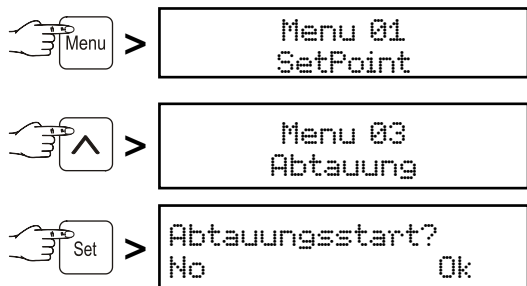 Menu
>
Menu 01
SetPoint
>
Menu 03
Abtauung
Set
>
Abtauungsstart?
No Ok